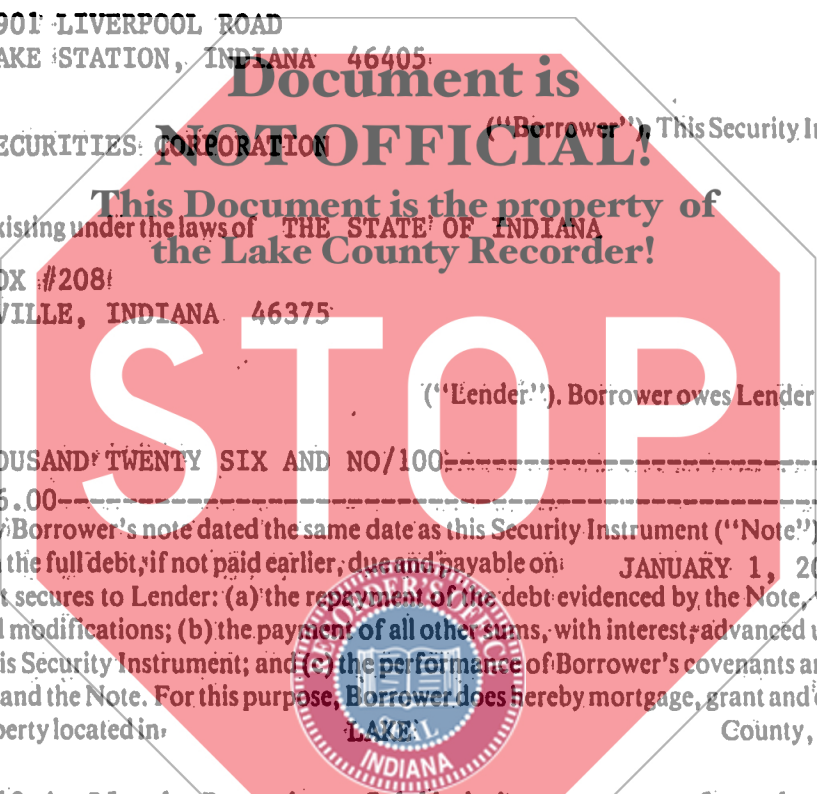 901 LIVERPOOL ROAD
AKE STATION, INDIANA 46405
Document is
("Borrower"). This Security In
NOT OFFICIAL!
ECURITIES CORPORATION
This Document is the property of
xisting under the laws of THE STATE OF INDIANA
the Lake County Recorder!
OX #208
VILLE, INDIANA 46375
STOP
("Lender"). Borrower owes Lender
OUSAND TWENTY SIX AND NO/100--------------------
6.00--------------------
y Borrower's note dated the same date as this Security Instrument ("Note")
the full debt, if not paid earlier, due and payable on JANUARY 1, 20
t secures to Lender: (a) the repayment of the debt evidenced by the Note,
l modifications; (b) the payment of all other sums, with interest, advanced u
is Security Instrument; and (c) the performance of Borrower's covenants an
and the Note. For this purpose, Borrower does hereby mortgage, grant and
perty located in LAKE County,
SEAL
INDIANA